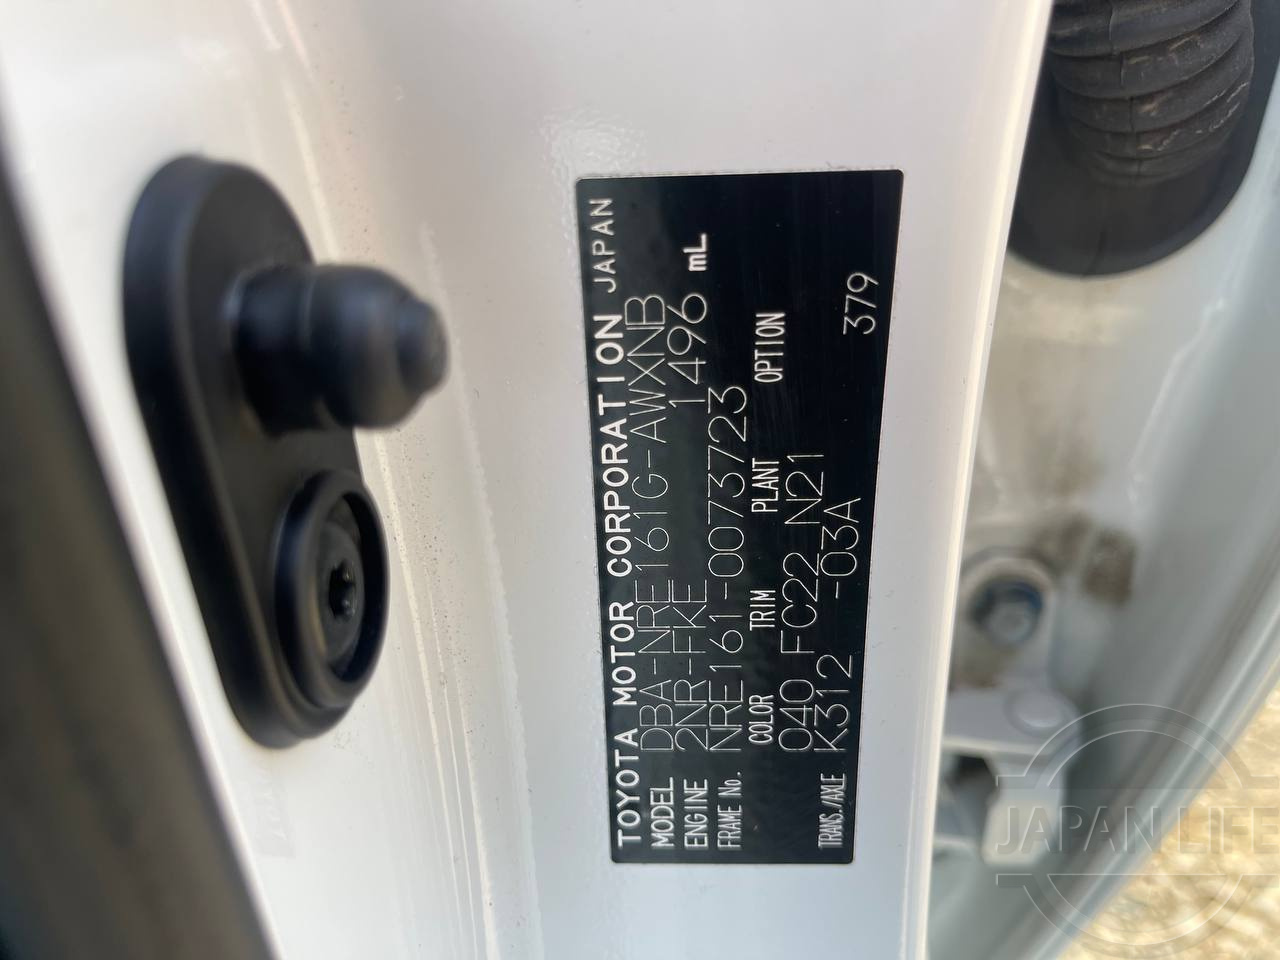 TOYOTA MOTOR CORPORATION JAPAN
MODEL DBA-NRE161G-AWXNB
ENGINE 2NR-FKE 1496 mL
FRAME No. NRE161-0073723
COLOR TRIM PLANT OPTION
040 FC22 N21
TRANS./AXLE K312 -03A 379
JAPAN LIFE